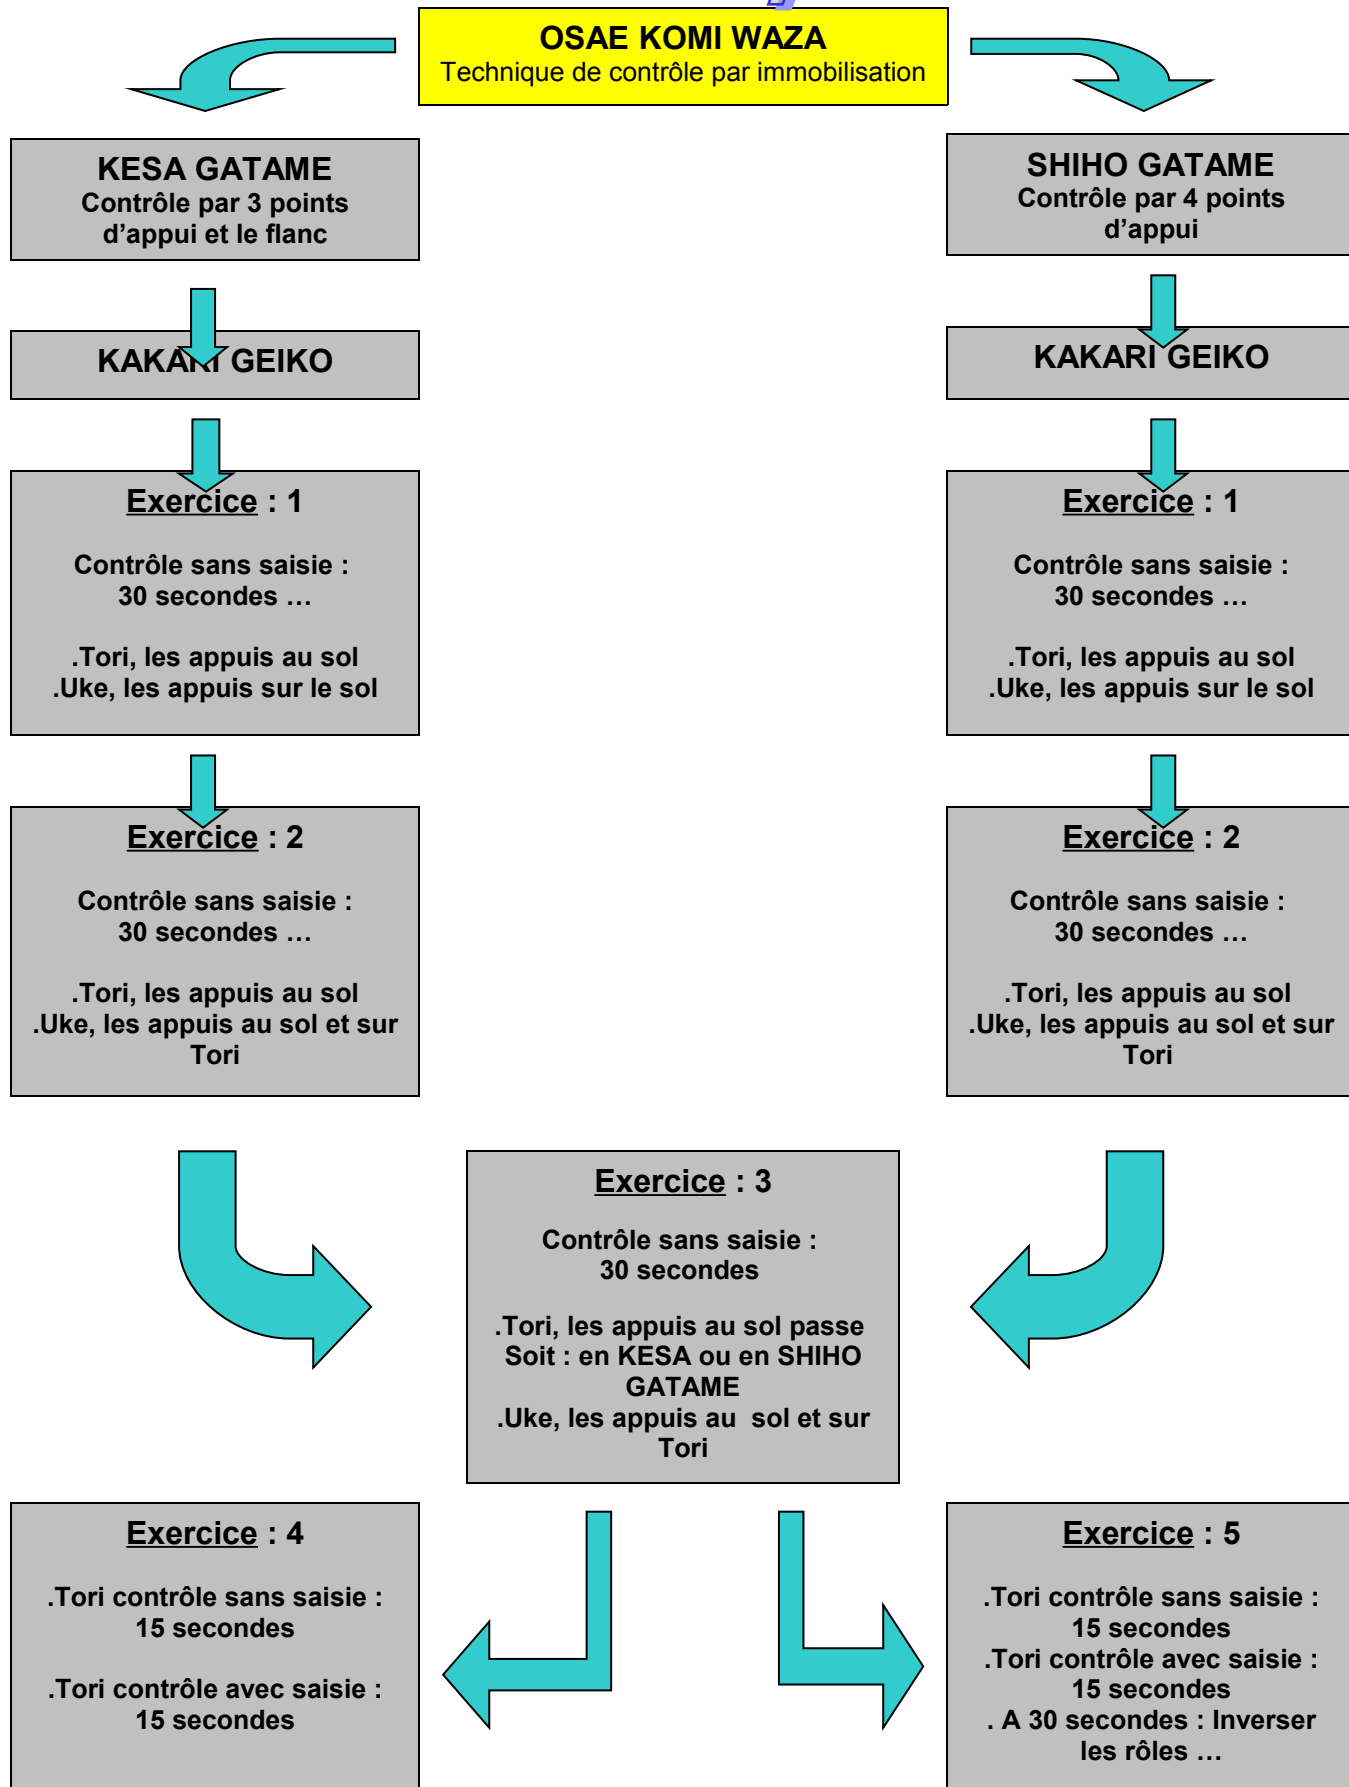 OSAE KOMI WAZA
Technique de contrôle par immobilisation
KESA GATAME
Contrôle par 3 points
d'appui et le flanc
KAKARI GEIKO
Exercice : 1
Contrôle sans saisie :
30 secondes …
.Tori, les appuis au sol
.Uke, les appuis sur le sol
Exercice : 2
Contrôle sans saisie :
30 secondes …
.Tori, les appuis au sol
.Uke, les appuis au sol et sur
Tori
SHIHO GATAME
Contrôle par 4 points
d'appui
KAKARI GEIKO
Exercice : 1
Contrôle sans saisie :
30 secondes …
.Tori, les appuis au sol
.Uke, les appuis sur le sol
Exercice : 2
Contrôle sans saisie :
30 secondes …
.Tori, les appuis au sol
.Uke, les appuis au sol et sur
Tori
Exercice : 3
Contrôle sans saisie :
30 secondes
.Tori, les appuis au sol passe
Soit : en KESA ou en SHIHO
GATAME
.Uke, les appuis au  sol et sur
Tori
Exercice : 4
.Tori contrôle sans saisie :
15 secondes
.Tori contrôle avec saisie :
15 secondes
Exercice : 5
.Tori contrôle sans saisie :
15 secondes
.Tori contrôle avec saisie :
15 secondes
. A 30 secondes : Inverser
les rôles …